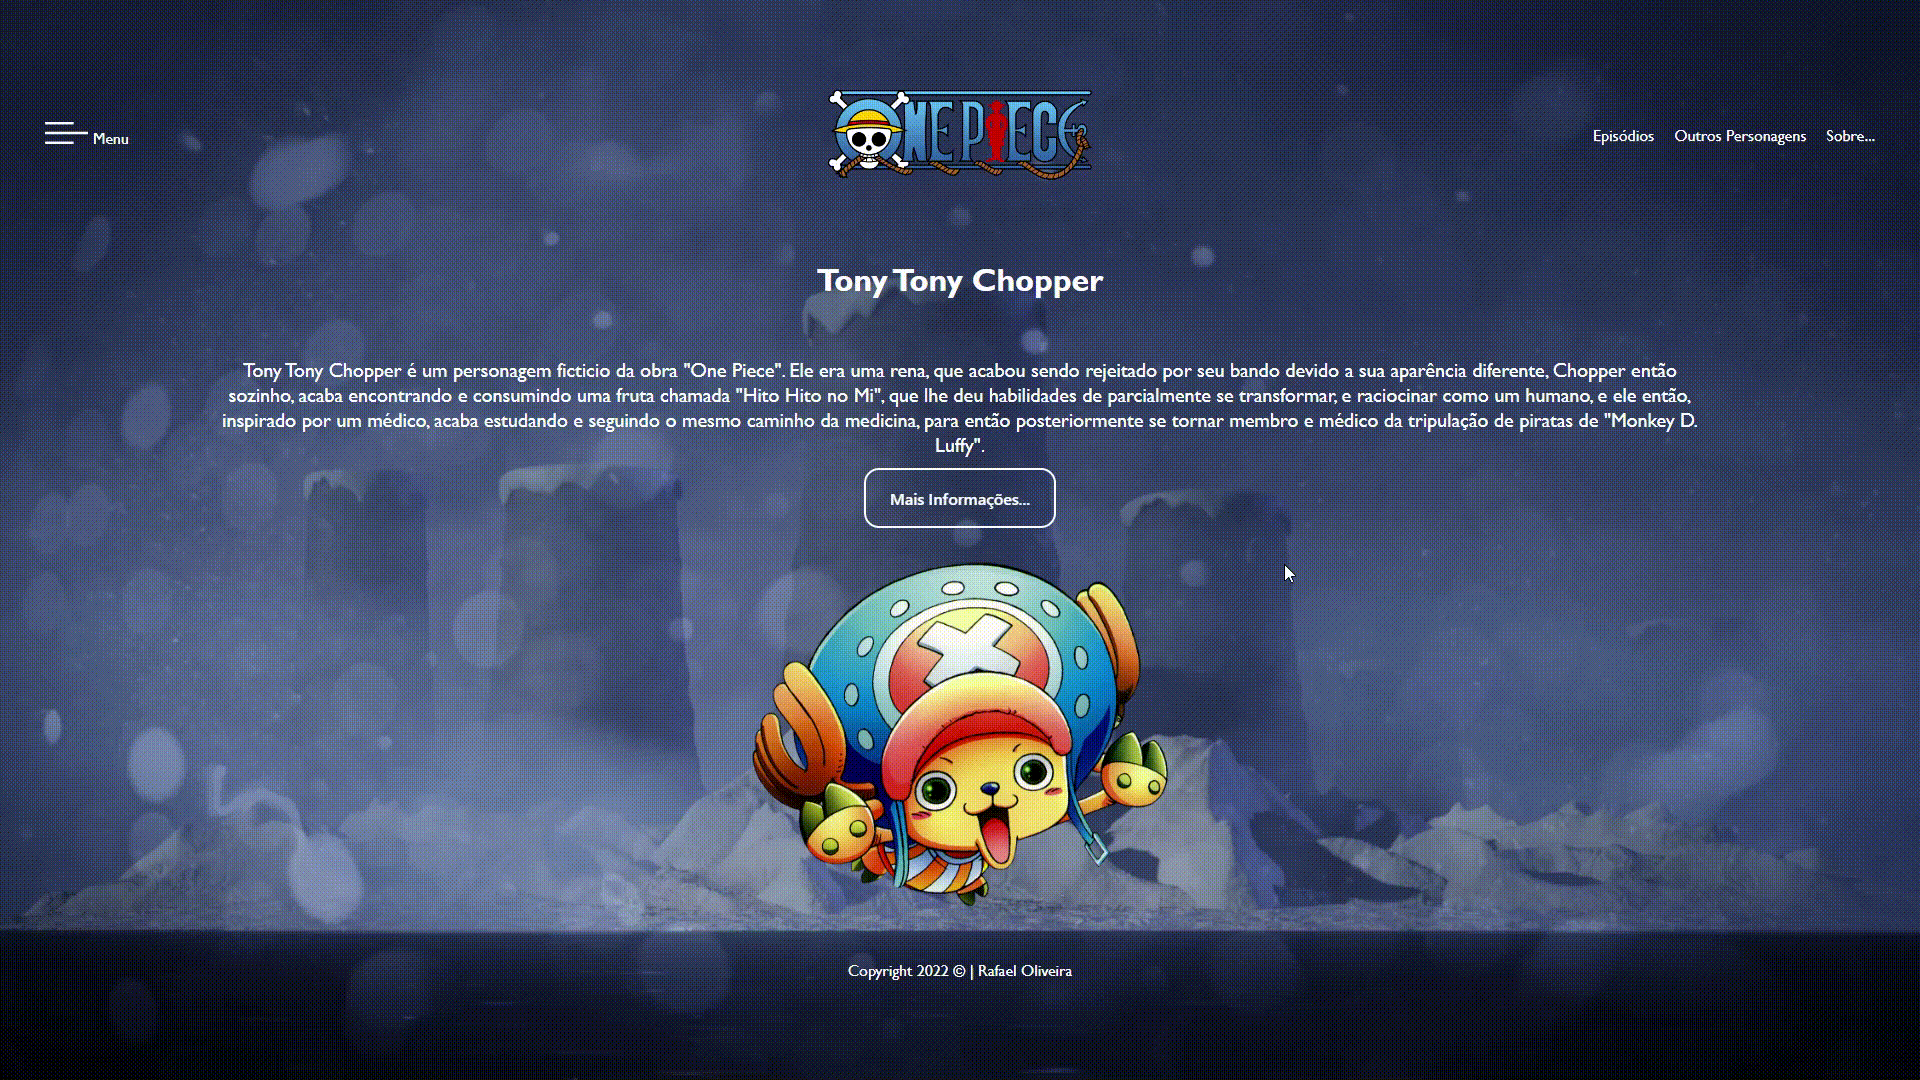 Menu
ONE PIECE
Episódios
Outros Personagens
Sobre...
Tony Tony Chopper
Tony Tony Chopper é um personagem ficticio da obra "One Piece". Ele era uma rena, que acabou sendo rejeitado por seu bando devido a sua aparência diferente, Chopper então
sozinho, acaba encontrando e consumindo uma fruta chamada "Hito Hito no Mi", que lhe deu habilidades de parcialmente se transformar, e raciocinar como um humano, e ele então,
inspirado por um médico, acaba estudando e seguindo o mesmo caminho da medicina, para então posteriormente se tornar membro e médico da tripulação de piratas de "Monkey D.
Luffy".
Mais Informações...
Copyright 2022 © | Rafael Oliveira